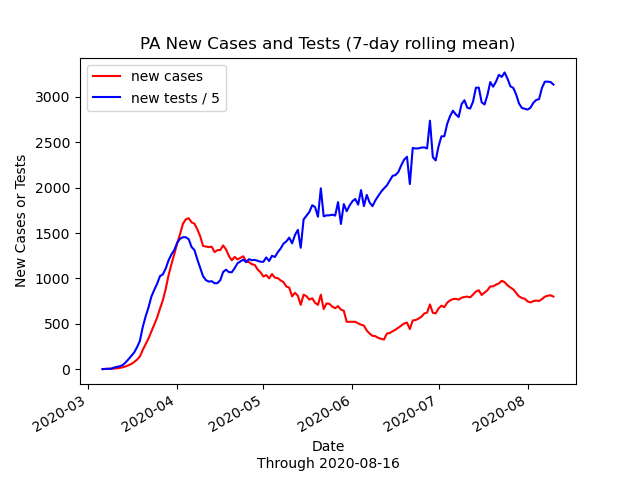 PA New Cases and Tests (7-day rolling mean)
new cases
new tests / 5
New Cases or Tests
3000
2500
2000
1500
1000
500
0
2020-03
2020-04
2020-05
2020-06
2020-07
2020-08
Date
Through 2020-08-16